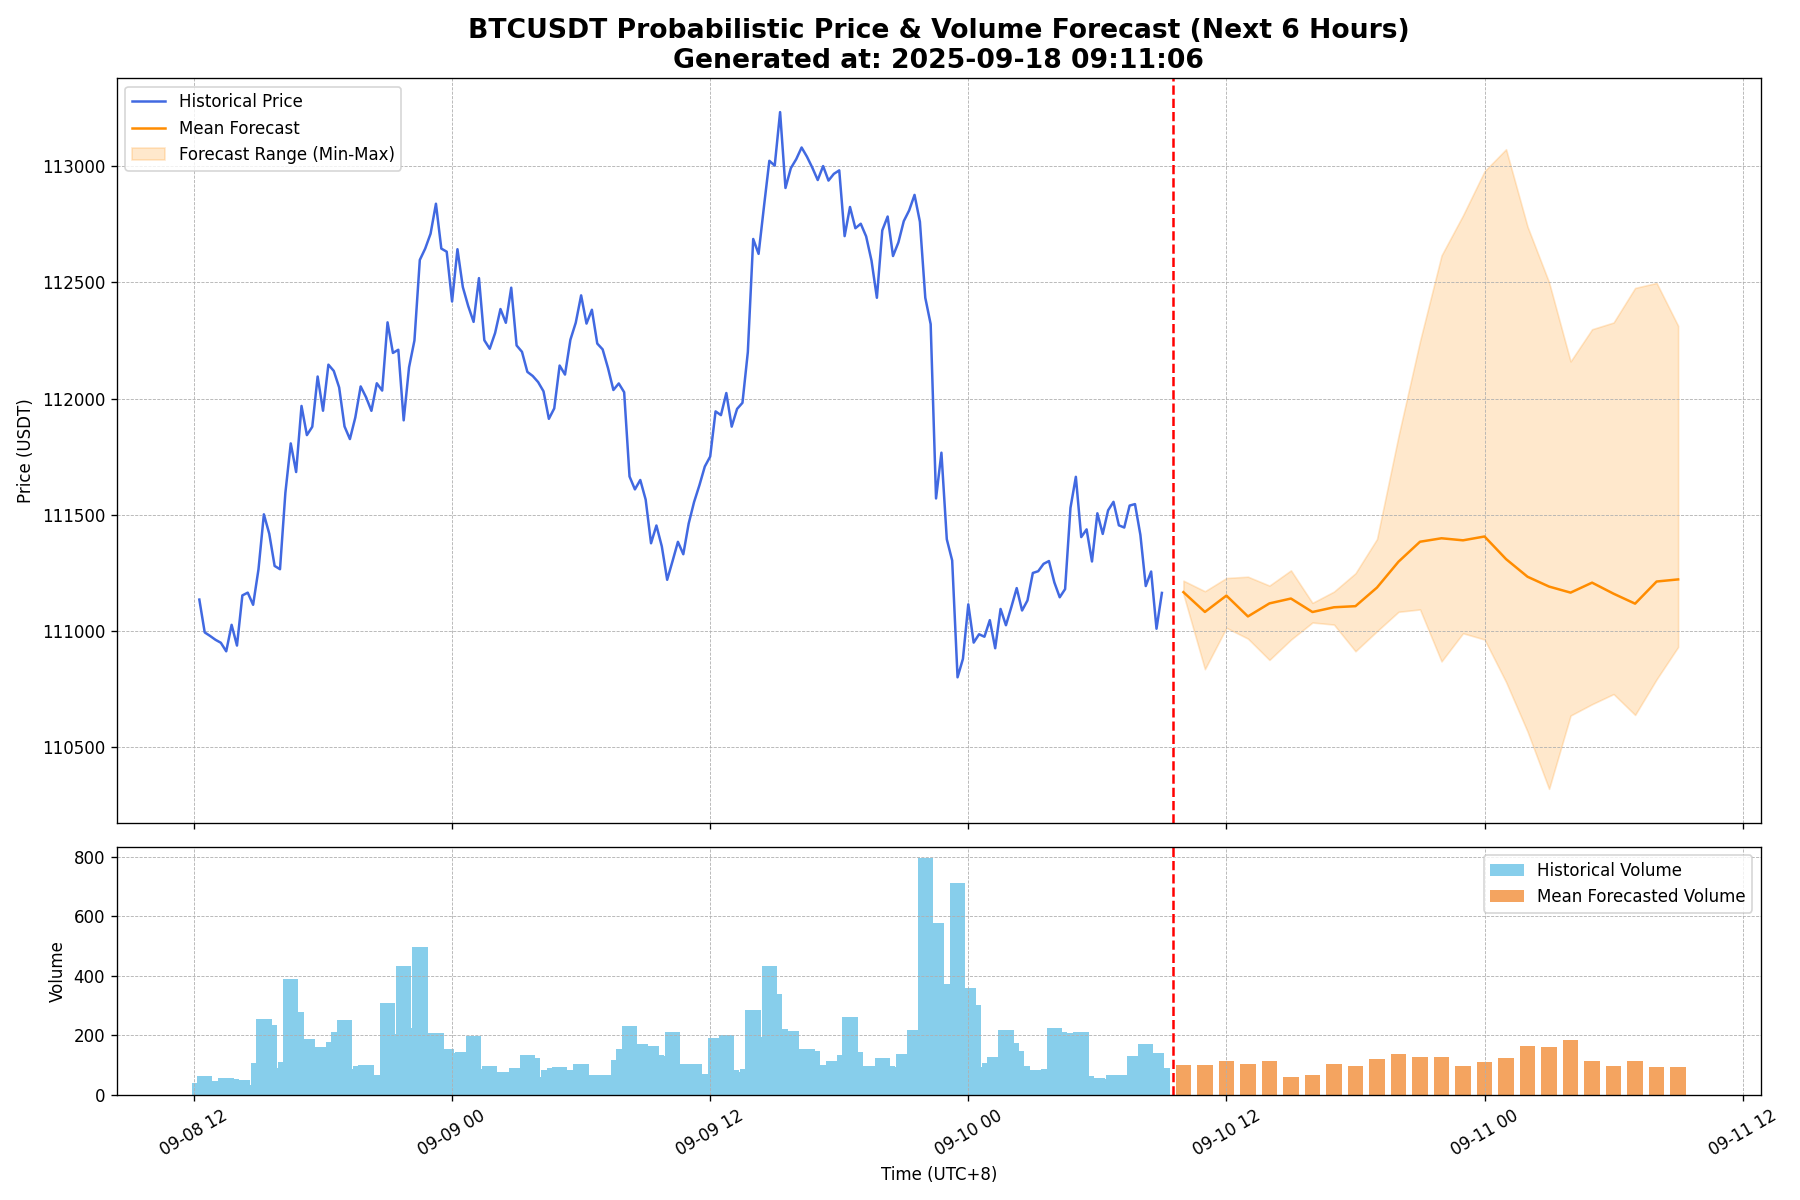 BTCUSDT Probabilistic Price & Volume Forecast (Next 6 Hours)
Generated at: 2025-09-18 09:11:06
Historical Price
Mean Forecast
Forecast Range (Min-Max)
113000
112500
112000
111500
111000
110500
Price (USDT)
Historical Volume
Mean Forecasted Volume
800
600
400
200
0
Volume
09-08 12
09-09 00
09-09 12
09-10 00
09-10 12
09-11 00
09-11 12
Time (UTC+8)